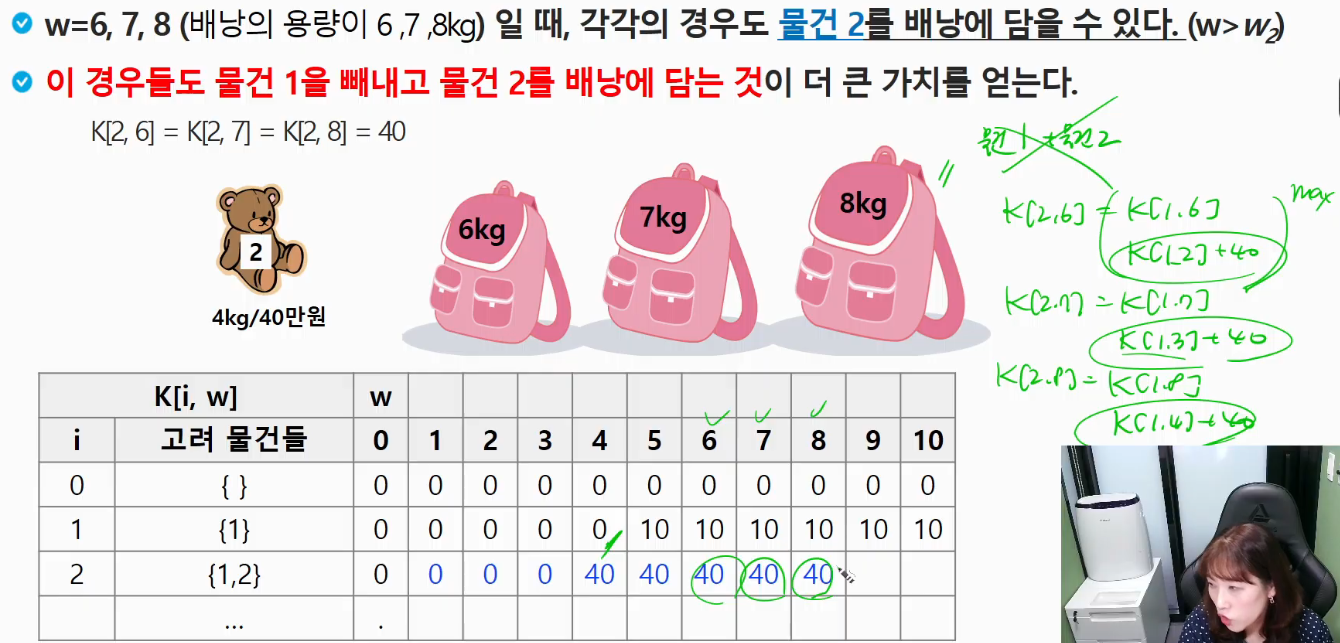 w=6, 7, 8 (배낭의 용량이 6 ,7 ,8kg) 일 때, 각각의 경우도 물건 2를 배낭에 담을 수 있다. (w>w₂)
이 경우들도 물건 1을 빼내고 물건 2를 배낭에 담는 것이 더 큰 가치를 얻는다.
K[2, 6] = K[2, 7] = K[2, 8] = 40
물건 1 + 물건 2
6kg 7kg 8kg
2
4kg/40만원
K[2,6] = K[1.6] max
K[1.2]+40
K[2.7] = K[1.7]
K[1.3]+40
K[2.8] = K[1.8]
K[1.4]+40
K[i, w] w
i 고려 물건들 0 1 2 3 4 5 6 7 8 9 10
0 { } 0 0 0 0 0 0 0 0 0 0 0
1 {1} 0 0 0 0 0 10 10 10 10 10 10
2 {1,2} 0 0 0 0 40 40 40 40 40
... .